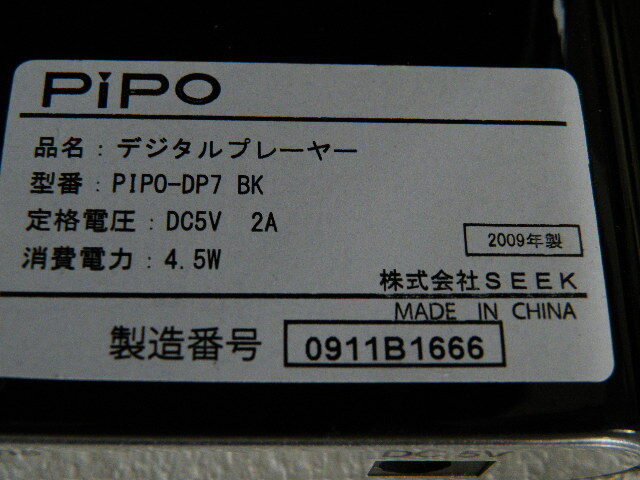 PiPO
品名：デジタルプレーヤー
型番：PIPO-DP7 BK
定格電圧：DC5V 2A
消費電力：4.5W
2009年製
株式会社ＳＥＥＫ
MADE IN CHINA
製造番号 0911B1666
DC 5V